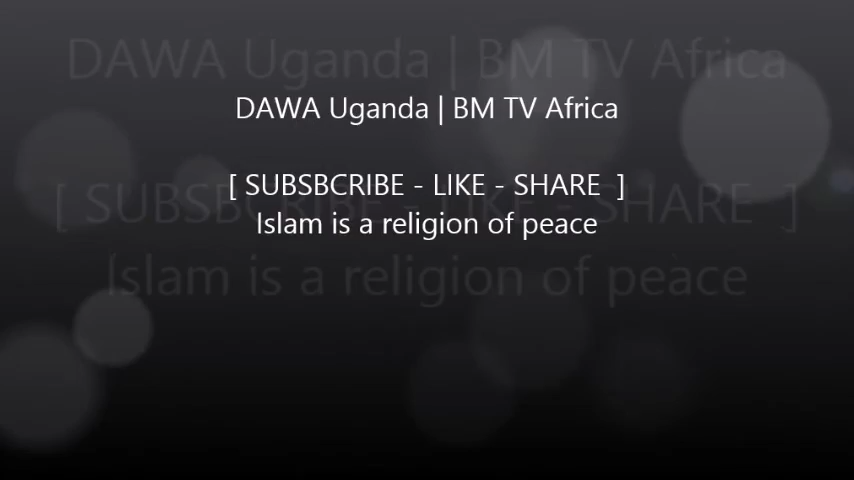 DAWA Uganda | BM TV Africa
[ SUBSBCRIBE - LIKE - SHARE ]
Islam is a religion of peace